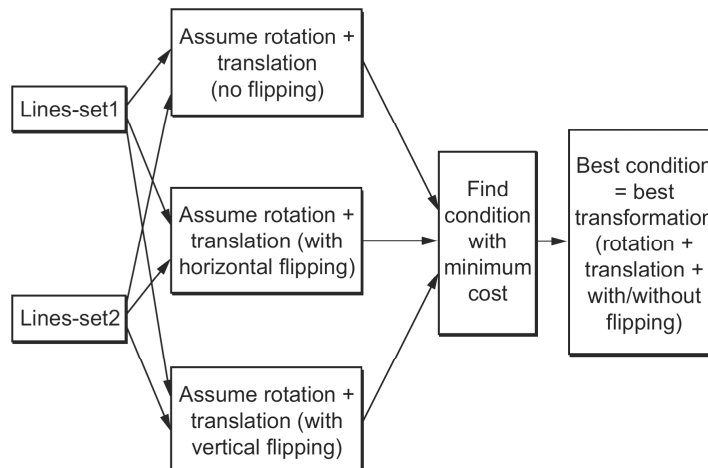 Lines-set1
Lines-set2
Assume rotation +
translation
(no flipping)
Assume rotation +
translation (with
horizontal flipping)
Assume rotation +
translation (with
vertical flipping)
Find
condition
with
minimum
cost
Best condition
= best
transformation
(rotation +
translation +
with/without
flipping)